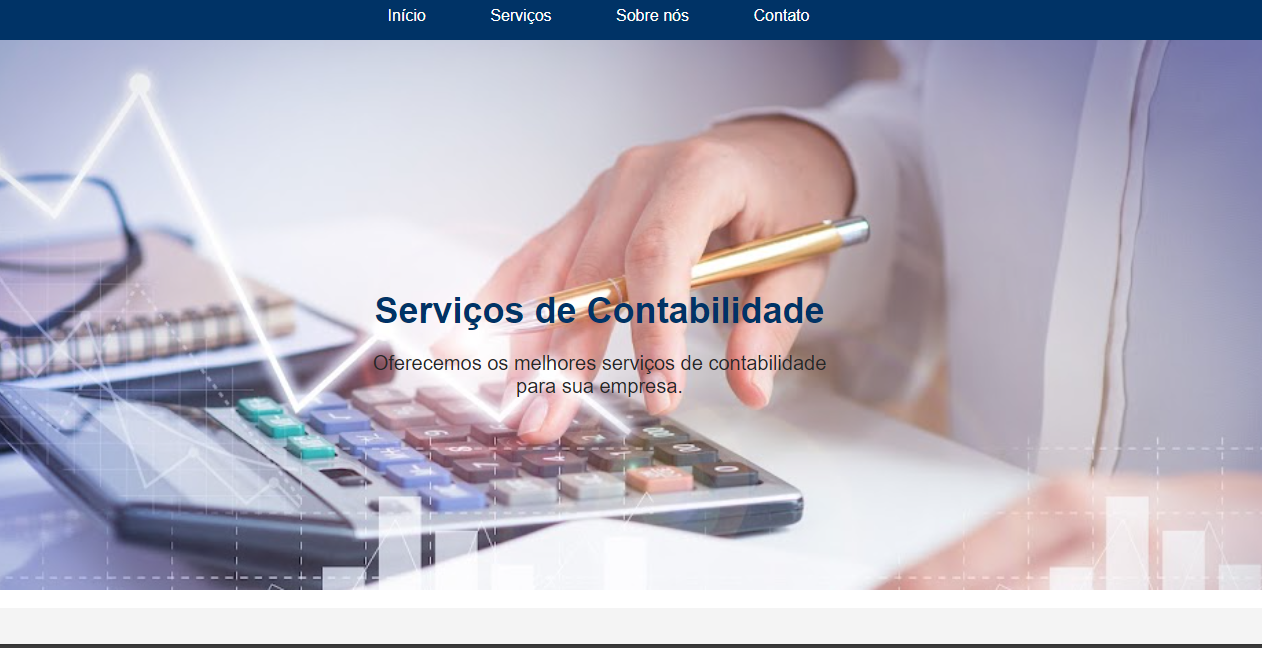 Início Serviços Sobre nós Contato
Serviços de Contabilidade
Oferecemos os melhores serviços de contabilidade
para sua empresa.